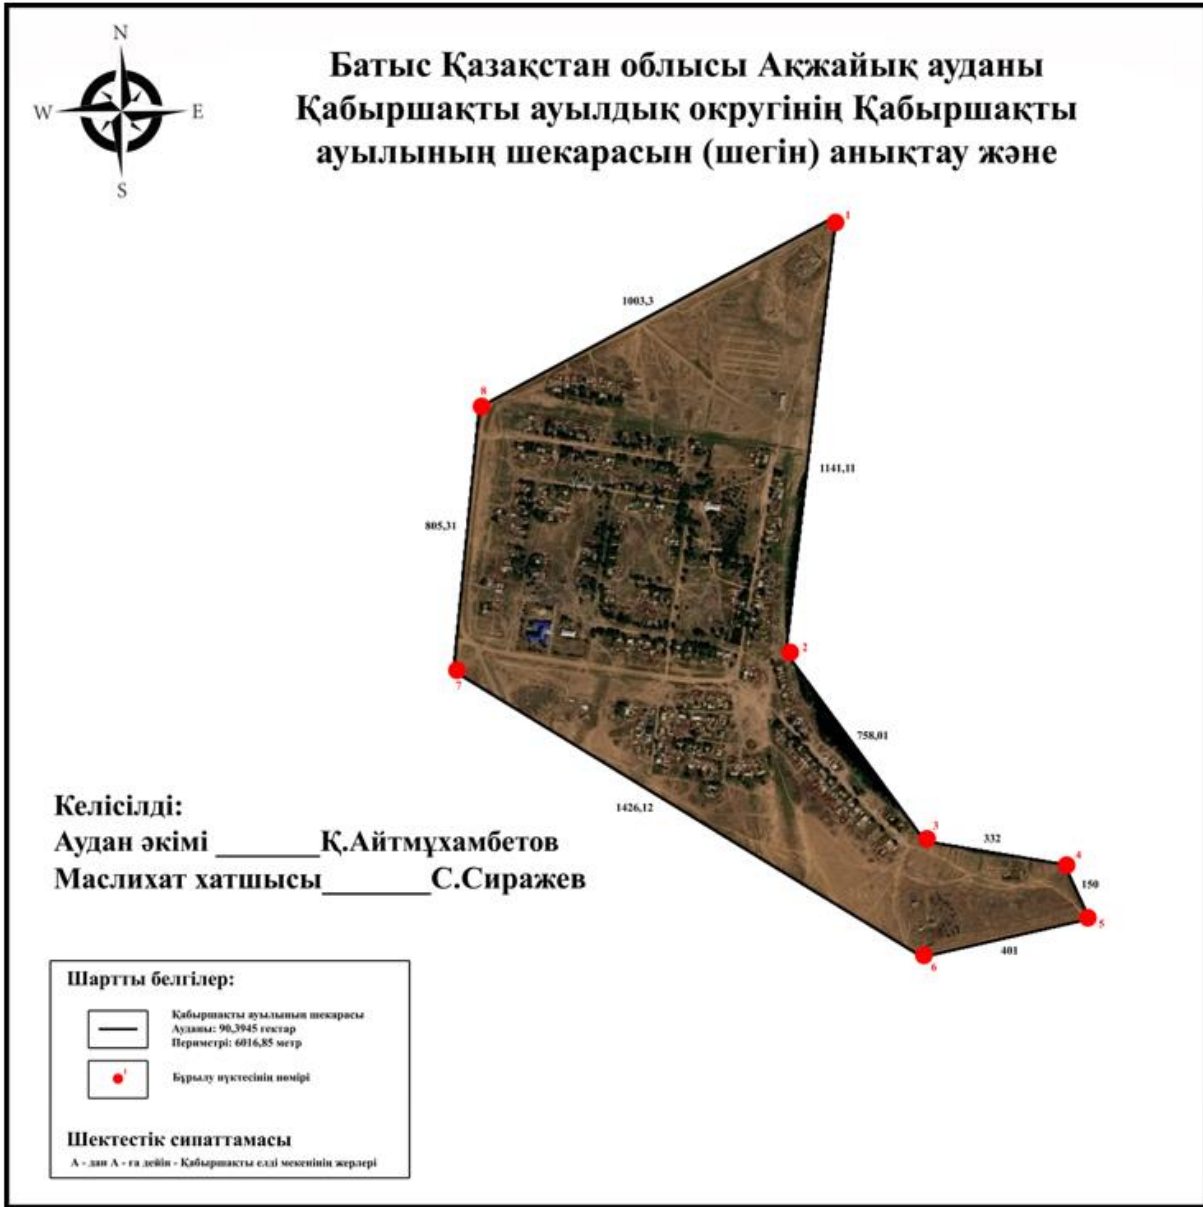 N
W E
S
Батыс Қазақстан облысы Ақжайық ауданы
Қабыршақты ауылдық округінің Қабыршақты
ауылының шекарасын (шегін) анықтау және
1
1003,3
8
1141,11
805,31
2
7
758,01
1426,12
3
332
4
150
5
401
6
Келісілді:
Аудан әкімі _______Қ.Айтмұхамбетов
Маслихат хатшысы_______С.Сиражев
Шартты белгілер:
Қабыршақты ауылының шекарасы
Ауданы: 90,3945 гектар
Периметрі: 6016,85 метр
1
Бұрылу нүктесінің нөмірі
Шектестік сипаттамасы
А - дан А - ға дейін - Қабыршақты елді мекенінің жерлері